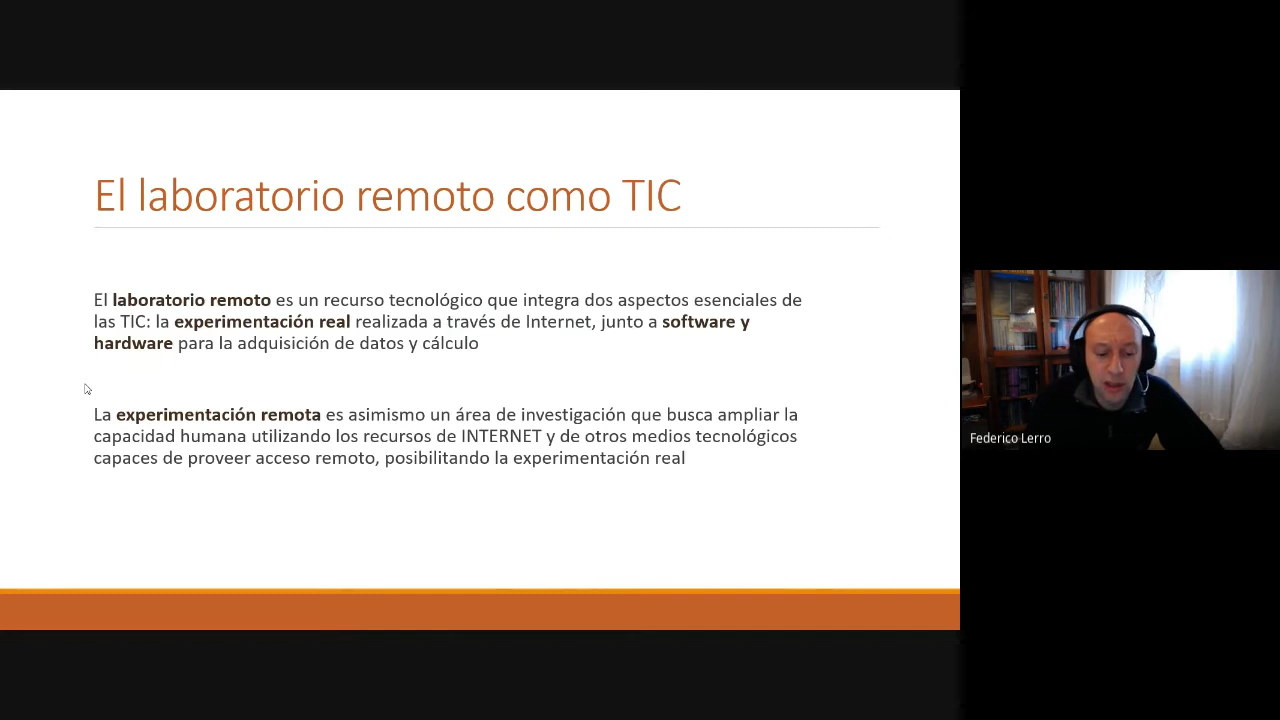 El laboratorio remoto como TIC
El laboratorio remoto es un recurso tecnológico que integra dos aspectos esenciales de
las TIC: la experimentación real realizada a través de Internet, junto a software y
hardware para la adquisición de datos y cálculo
La experimentación remota es asimismo un área de investigación que busca ampliar la
capacidad humana utilizando los recursos de INTERNET y de otros medios tecnológicos
capaces de proveer acceso remoto, posibilitando la experimentación real
Federico Lerro